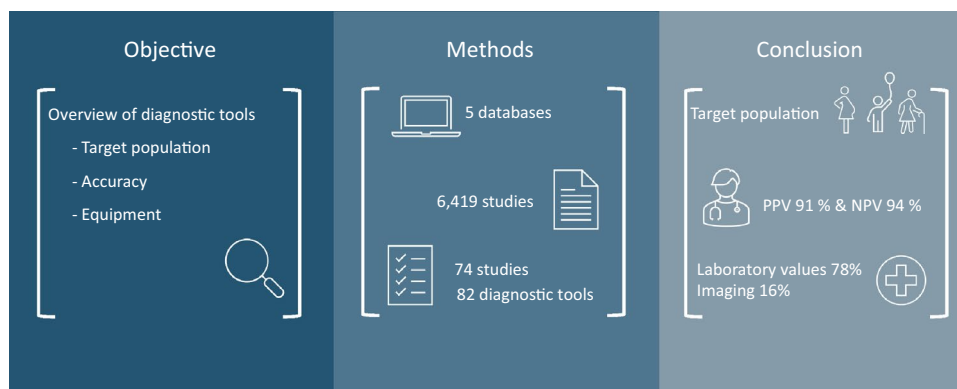 Objective
Overview of diagnostic tools
- Target population
- Accuracy
- Equipment
Methods
5 databases
6,419 studies
74 studies
82 diagnostic tools
Conclusion
Target population
PPV 91 % & NPV 94 %
Laboratory values 78%
Imaging 16%